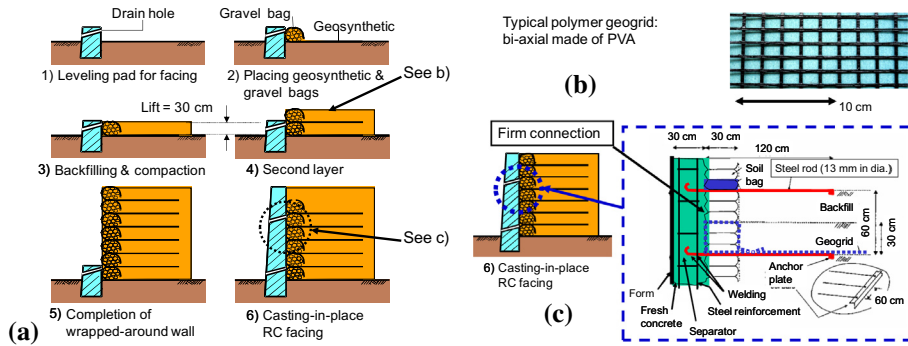 Drain hole
Gravel bag
Geosynthetic
1) Leveling pad for facing
2) Placing geosynthetic &
gravel bags
See b)
Lift = 30 cm
3) Backfilling & compaction
4) Second layer
See c)
5) Completion of
wrapped-around wall
6) Casting-in-place
RC facing
(a)
Typical polymer geogrid:
bi-axial made of PVA
(b)
10 cm
Firm connection
6) Casting-in-place
RC facing
(c)
30 cm
30 cm
120 cm
Soil
bag
Steel rod (13 mm in dia.)
Backfill
60 cm
30 cm
Geogrid
Anchor
plate
60 cm
Welding
Form
Steel reinforcement
Fresh
concrete
Separator